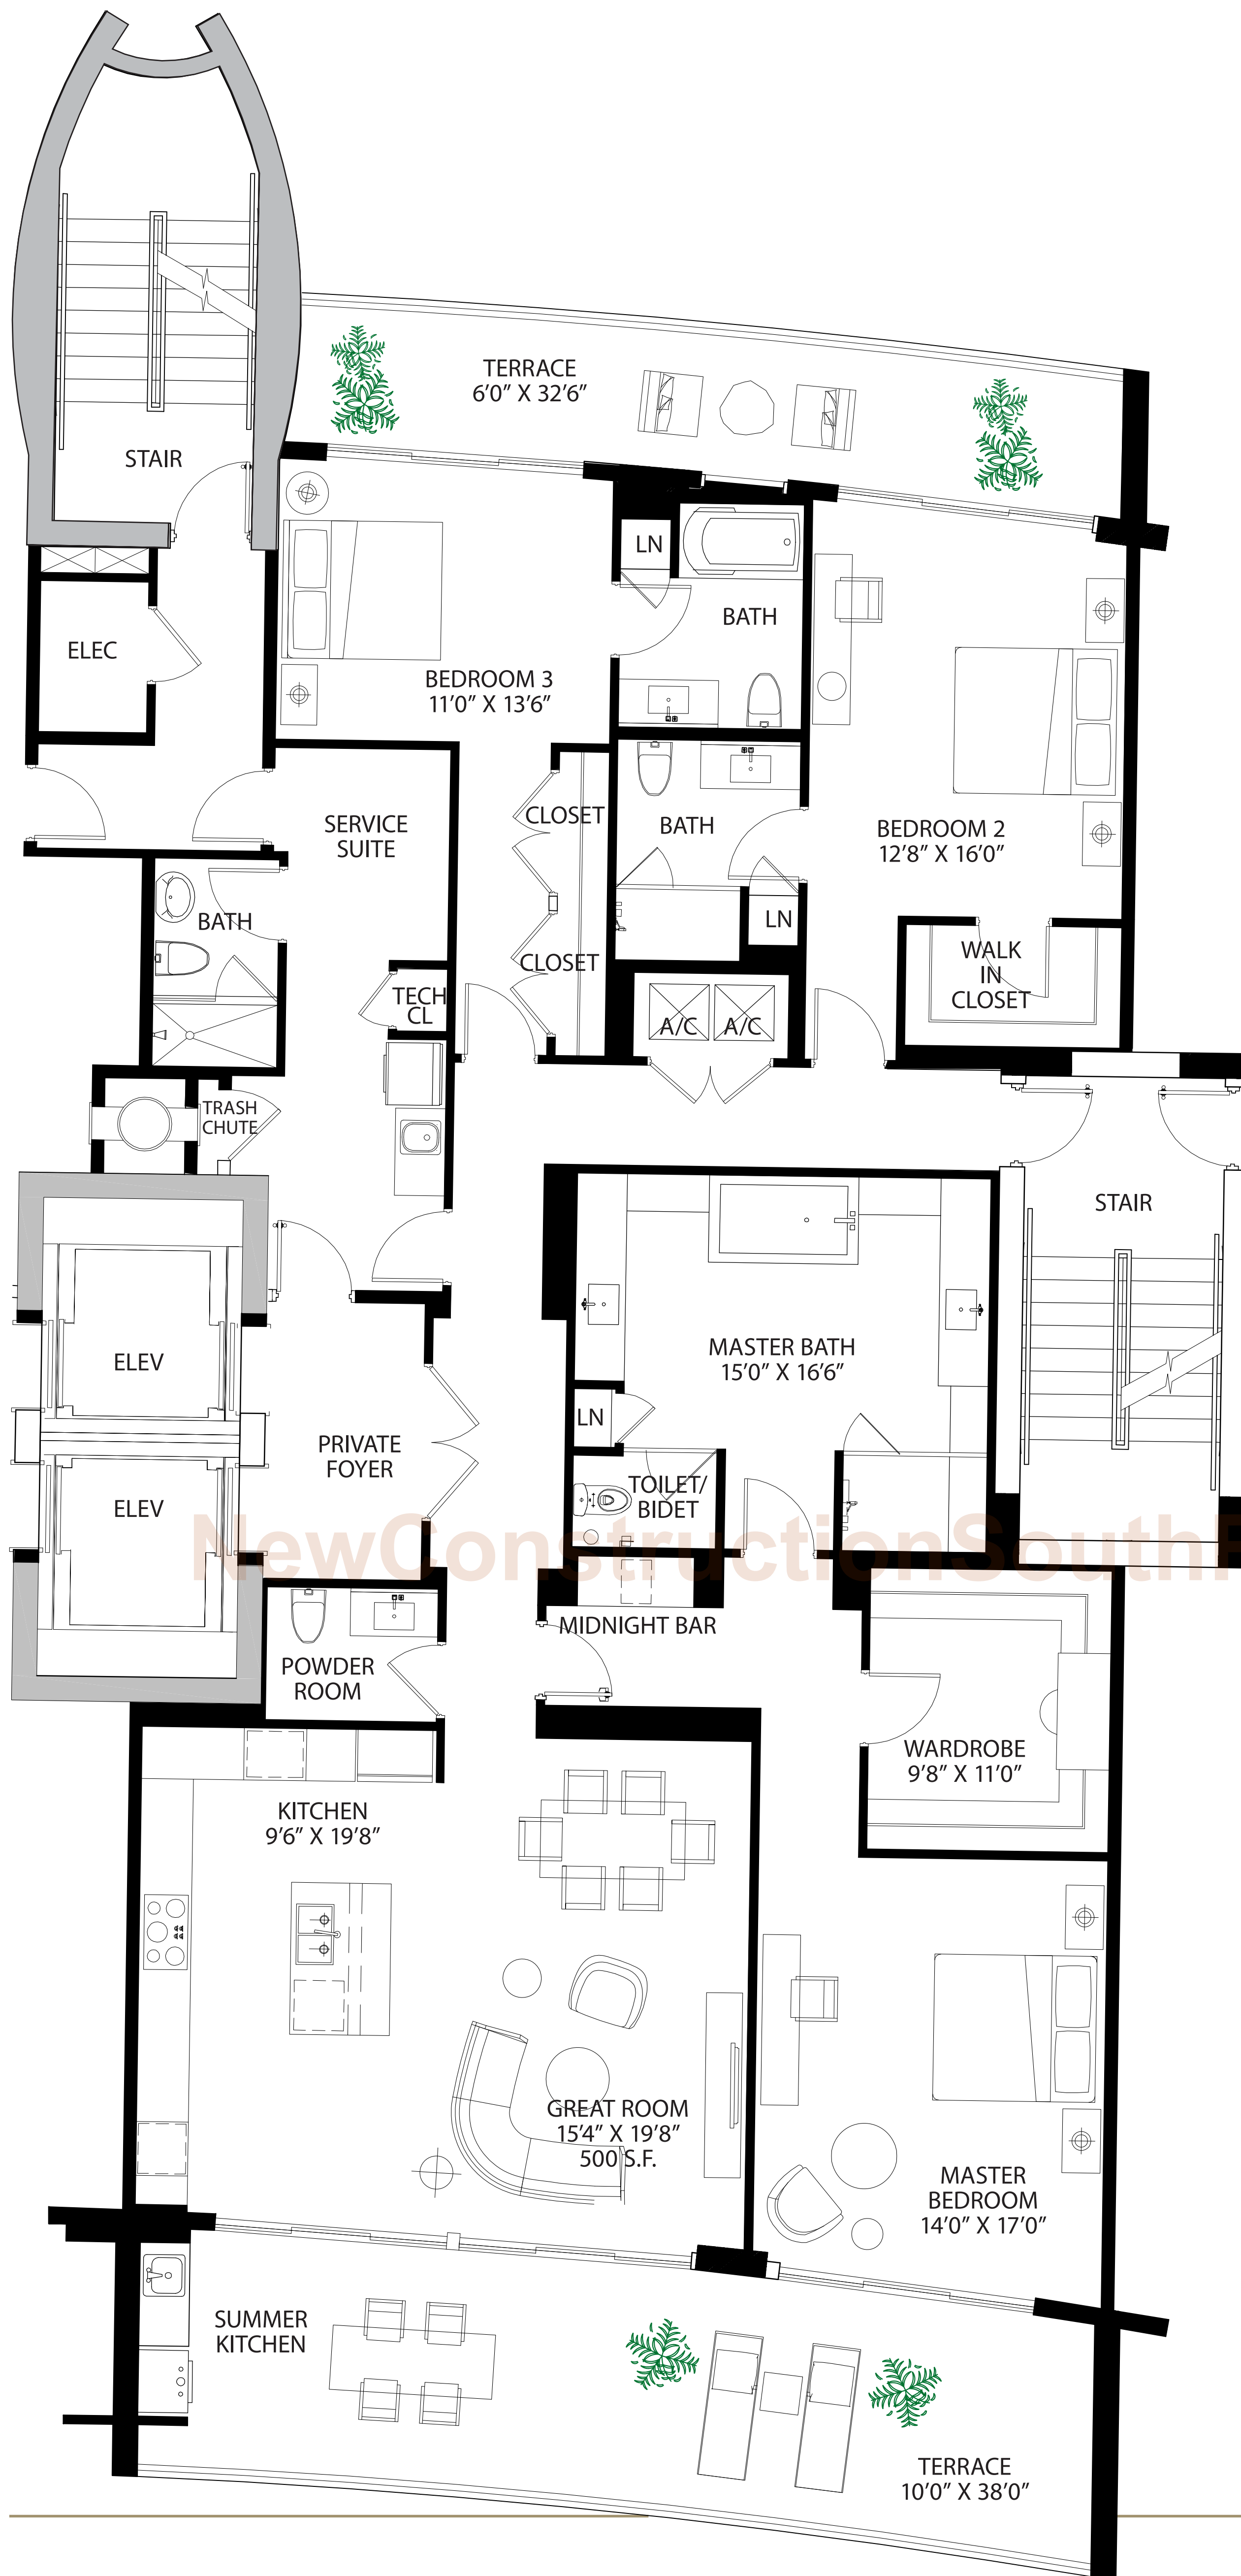 TERRACE
6'0" X 32'6"
STAIR
LN
BATH
ELEC
BEDROOM 3
11'0" X 13'6"
CLOSET
SERVICE
SUITE
BATH
BEDROOM 2
12'8" X 16'0"
LN
BATH
CLOSET
WALK
IN
CLOSET
TECH
CL
A/C
A/C
TRASH
CHUTE
STAIR
MASTER BATH
15'0" X 16'6"
ELEV
LN
PRIVATE
FOYER
TOILET/
BIDET
ELEV
NewConstructionSouthF
MIDNIGHT BAR
POWDER
ROOM
WARDROBE
9'8" X 11'0"
KITCHEN
9'6" X 19'8"
GREAT ROOM
15'4" X 19'8"
500 S.F.
MASTER
BEDROOM
14'0" X 17'0"
SUMMER
KITCHEN
TERRACE
10'0" X 38'0"